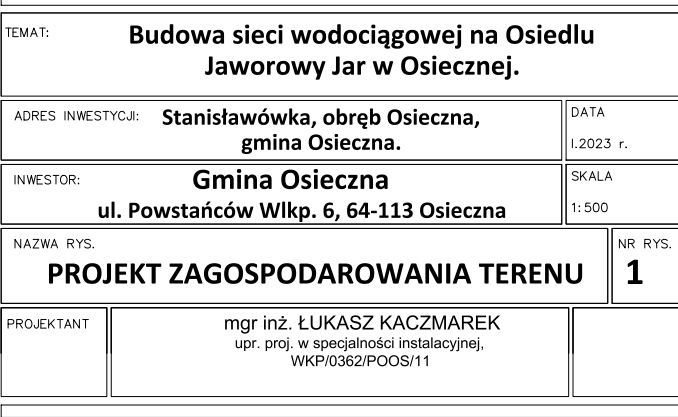 TEMAT:
Budowa sieci wodociągowej na Osiedlu
Jaworowy Jar w Osiecznej.
ADRES INWESTYCJI:
Stanisławówka, obręb Osieczna,
gmina Osieczna.
DATA
I.2023 r.
INWESTOR:
Gmina Osieczna
ul. Powstańców Wlkp. 6, 64-113 Osieczna
SKALA
1:500
NAZWA RYS.
PROJEKT ZAGOSPODAROWANIA TERENU
NR RYS.
1
PROJEKTANT
mgr inż. ŁUKASZ KACZMAREK
upr. proj. w specjalności instalacyjnej,
WKP/0362/POOS/11